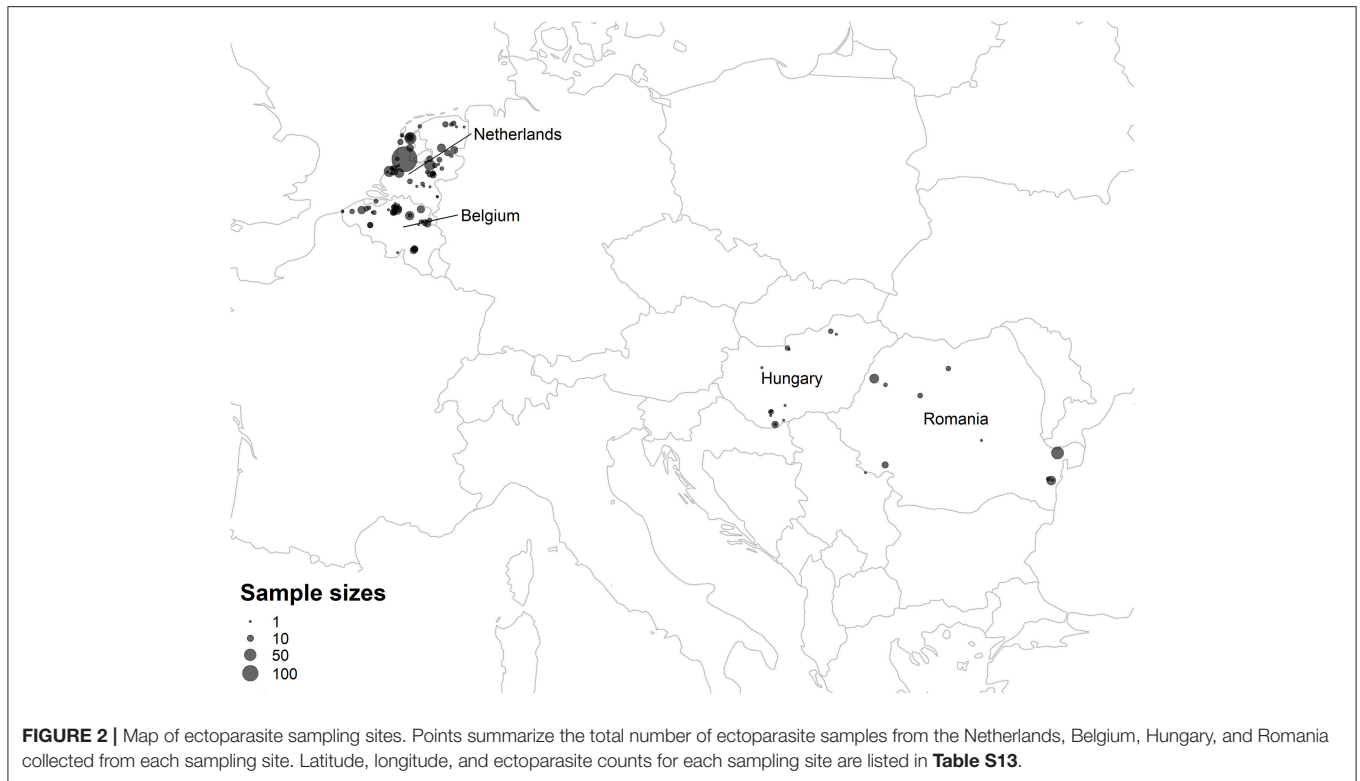 Netherlands
Belgium
Hungary
Romania
Sample sizes
1
10
50
100
FIGURE 2 | Map of ectoparasite sampling sites. Points summarize the total number of ectoparasite samples from the Netherlands, Belgium, Hungary, and Romania
collected from each sampling site. Latitude, longitude, and ectoparasite counts for each sampling site are listed in Table S13.